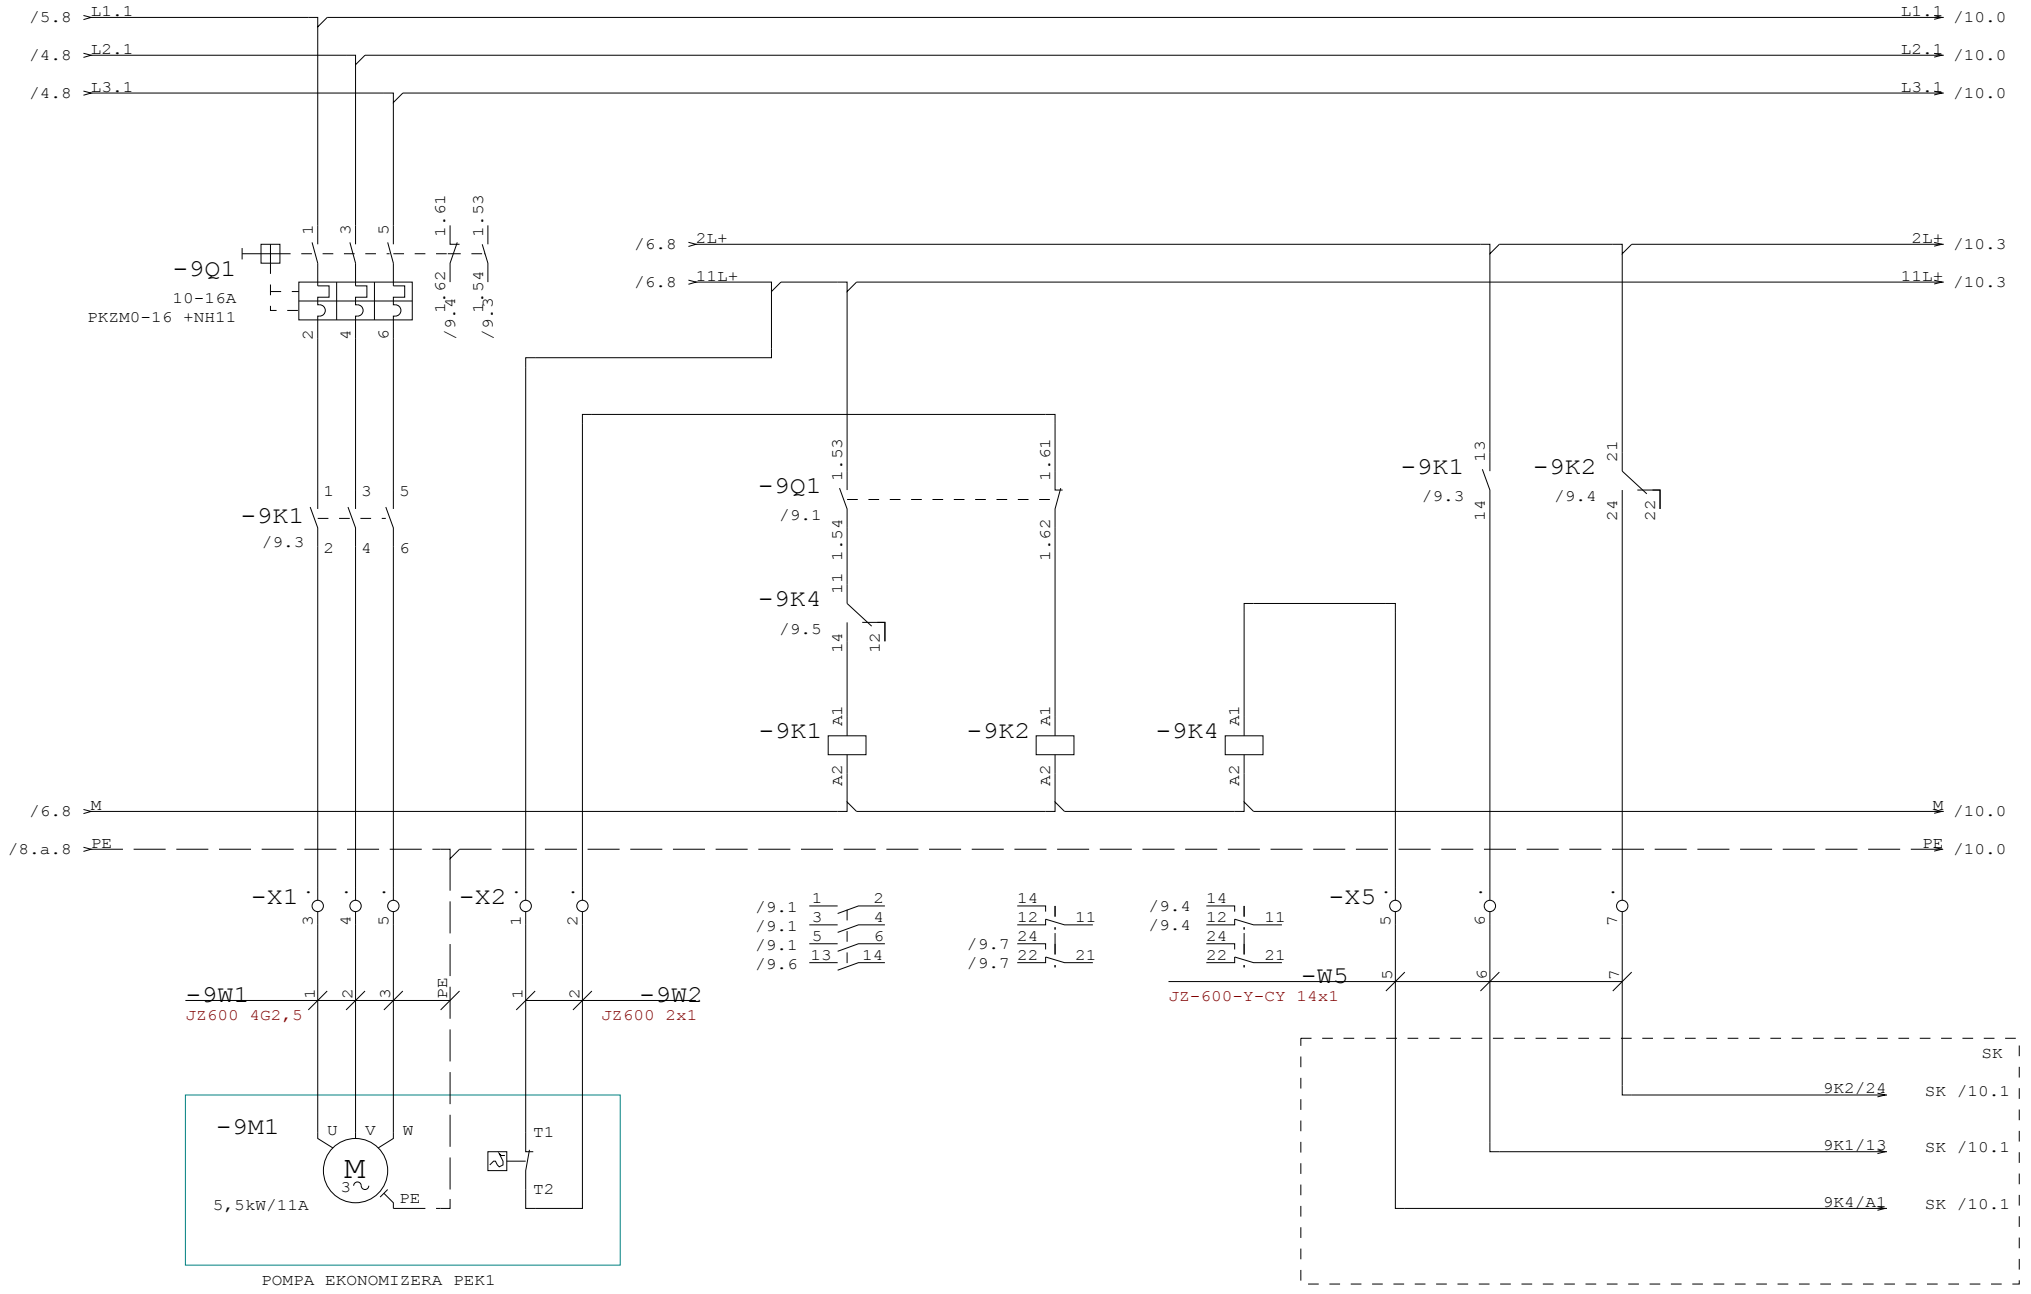 /5.8 L1.1 L1.1 /10.0
/4.8 L2.1 L2.1 /10.0
/4.8 L3.1 L3.1 /10.0
1 3 5 1.61 1.53
-9Q1
10-16A
PKZM0-16 +NH11
2 4 6 1.62 1.54
/9.4 /9.3
/6.8 2L+ 2L+ /10.3
/6.8 11L+ 11L+ /10.3
1.53 1.61 13 21
-9Q1 -9K1 -9K2
/9.1 /9.3 /9.4
1.54 1.62 14 24 22
1 3 5
-9K1
/9.3 2 4 6
11
-9K4
/9.5
14 12
A1 A1 A1
-9K1 -9K2 -9K4
A2 A2 A2
/6.8 M M /10.0
/8.a.8 PE PE /10.0
-X1 3 4 5
-X2 1 2
-X5 5 6 7
/9.1 1 2
/9.1 3 4
/9.1 5 6
/9.6 13 14
14
12 11
/9.7 24
/9.7 22 21
/9.4 14
/9.4 12 11
24
22 21
-9W1 1 2 3 PE
JZ600 4G2,5
1 2 -9W2
JZ600 2x1
-W5 5 6 7
JZ-600-Y-CY 14x1
SK
9K2/24 SK /10.1
9K1/13 SK /10.1
9K4/A1 SK /10.1
-9M1 U V W
M
3
5,5kW/11A PE
T1
T2
POMPA EKONOMIZERA PEK1